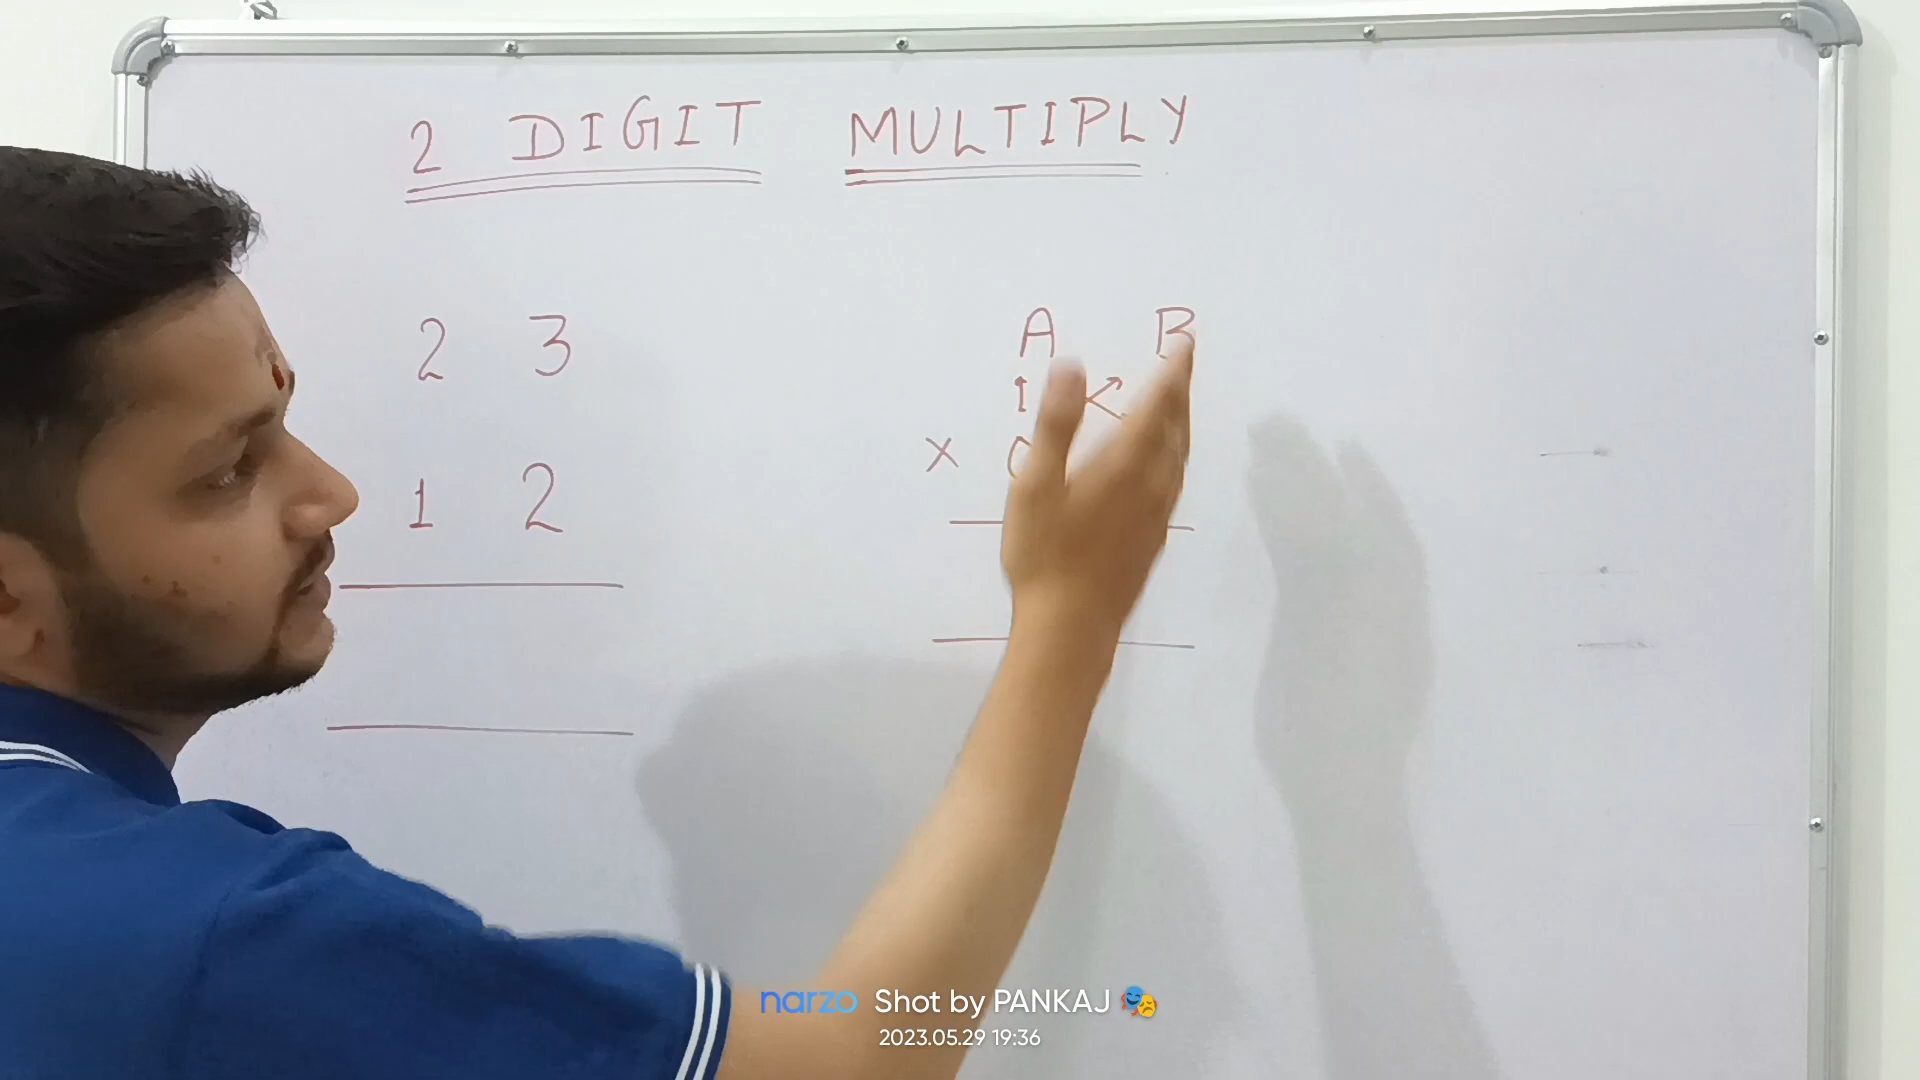 2 DIGIT MULTIPLY
2 3
1 2
A B
X
narzo Shot by PANKAJ 🎭
2023.05.29 19:36